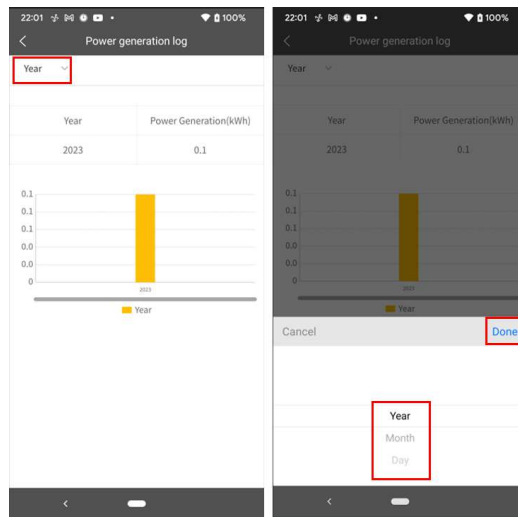 22:01 100%
Power generation log
Year
Year Power Generation(kWh)
2023 0.1
0.1
0.1
0.1
0.0
0.0
0
2023
Year
22:01 100%
Power generation log
Year
Year Power Generation(kWh)
2023 0.1
0.1
0.1
0.1
0.0
0.0
0
2023
Year
Cancel Done
Year
Month
Day